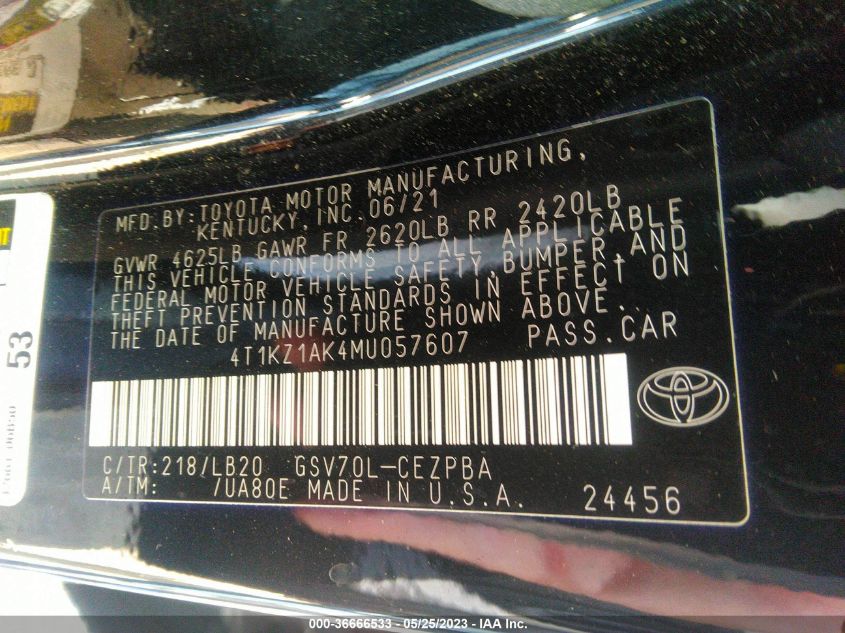 MFD. BY: TOYOTA MOTOR MANUFACTURING,
KENTUCKY, INC. 06/21
GVWR 4625LB GAWR FR 2620LB RR 2420LB
THIS VEHICLE CONFORMS TO ALL APPLICABLE
FEDERAL MOTOR VEHICLE SAFETY, BUMPER, AND
THEFT PREVENTION STANDARDS IN EFFECT ON
THE DATE OF MANUFACTURE SHOWN ABOVE.
4T1KZ1AK4MU057607 PASS. CAR
C/TR: 218/LB20 GSV70L-CEZPBA
A/TM: /UA80E MADE IN U.S.A. 24456
53
000-36666533 - 05/25/2023 - IAA Inc.